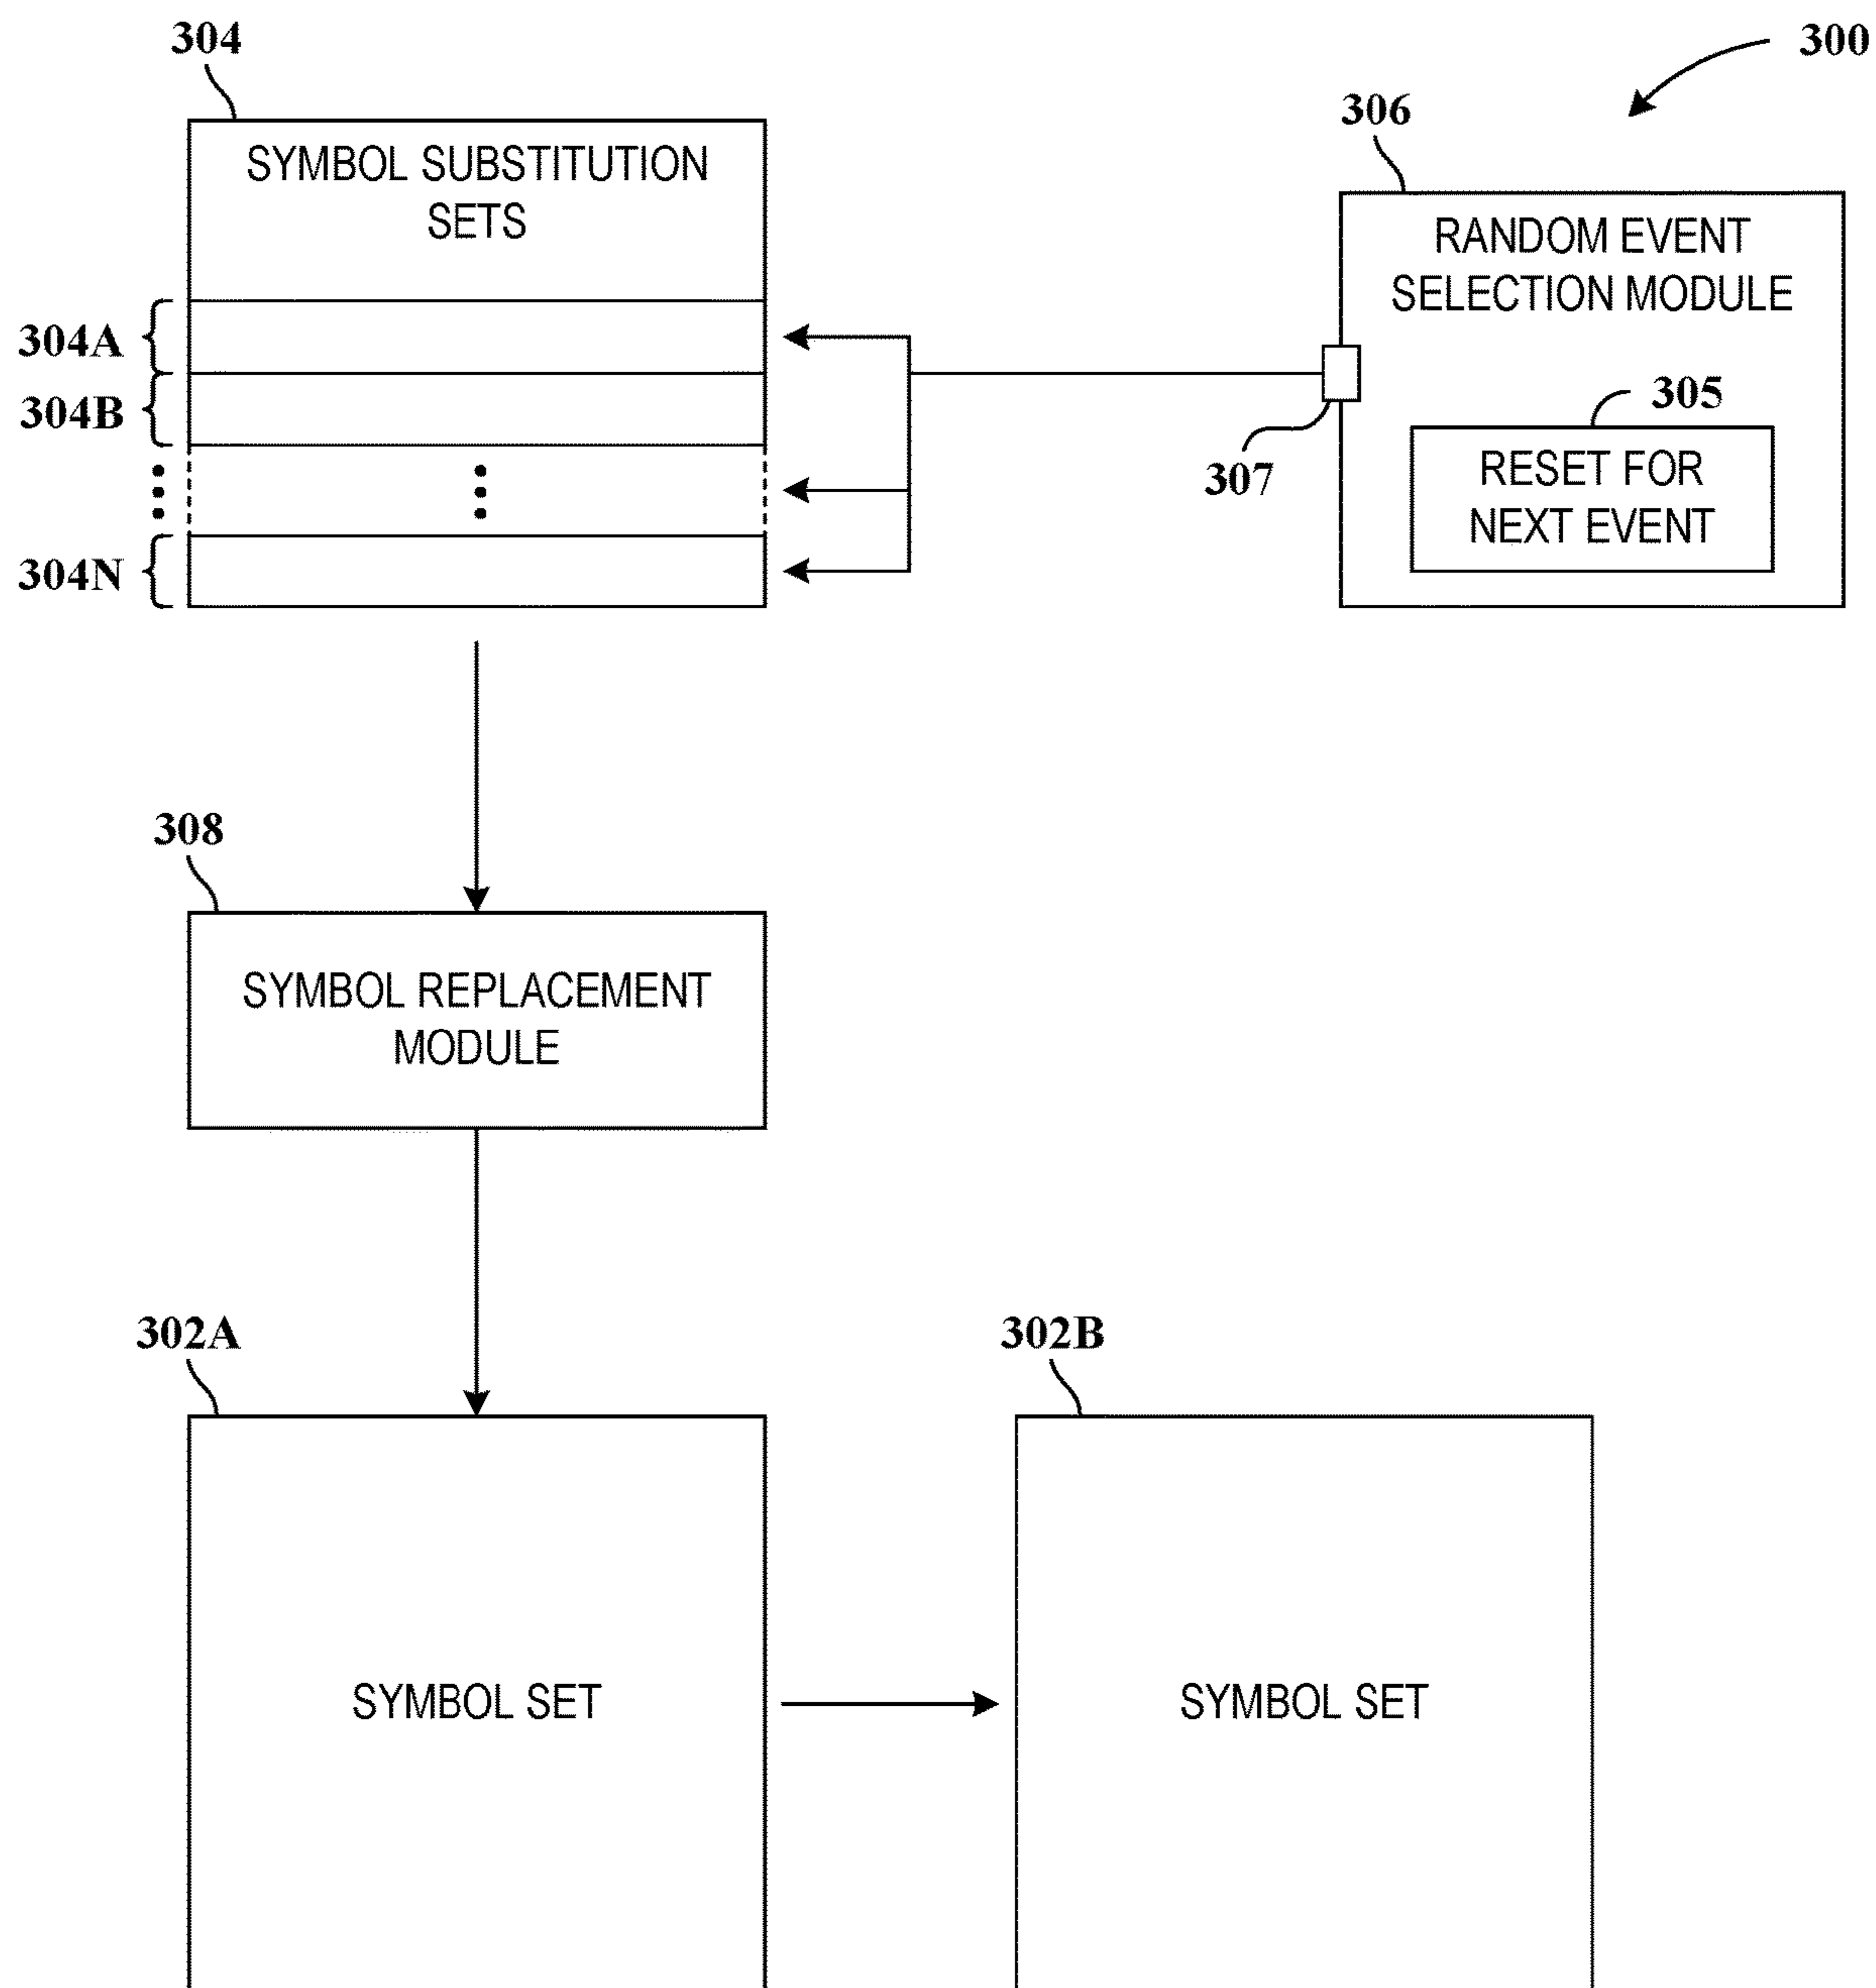 304
300
306
SYMBOL SUBSTITUTION
SETS
RANDOM EVENT
SELECTION MODULE
304A
304B
304N
307
305
RESET FOR
NEXT EVENT
308
SYMBOL REPLACEMENT
MODULE
302A
302B
SYMBOL SET
SYMBOL SET